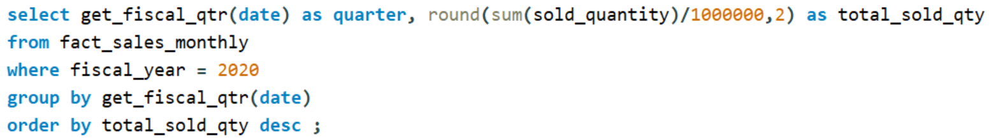 select get_fiscal_qtr(date) as quarter, round(sum(sold_quantity)/1000000,2) as total_sold_qty
from fact_sales_monthly
where fiscal_year = 2020
group by get_fiscal_qtr(date)
order by total_sold_qty desc ;